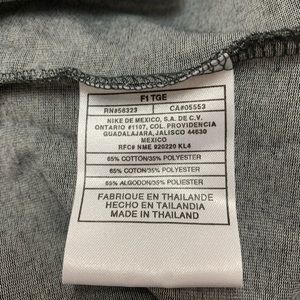 F1 TGE
RN#56323 CA#05553
NIKE DE MEXICO, S.A. DE C.V.
ONTARIO #1107, COL. PROVIDENCIA
GUADALAJARA, JALISCO 44630
MEXICO
RFC# NME 920220 KL4
65% COTTON/35% POLYESTER
65% COTON/35% POLYESTER
65% ALGODON/35% POLIESTER
FABRIQUE EN THAILANDE
HECHO EN TAILANDIA
MADE IN THAILAND